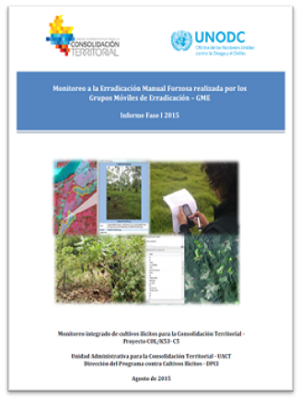 CONSOLIDACIÓN
TERRITORIAL
UNODC
Oficina de las Naciones Unidas
contra la Droga y el Delito
Monitoreo a la Erradicación Manual Forzosa realizada por los
Grupos Móviles de Erradicación – GME
Informe Fase I 2015
Monitoreo integrado de cultivos ilícitos para la Consolidación Territorial -
Proyecto COL/K53- C5
Unidad Administrativa para la Consolidación Territorial - UACT
Dirección del Programa contra Cultivos Ilícitos - DPCI
Agosto de 2015